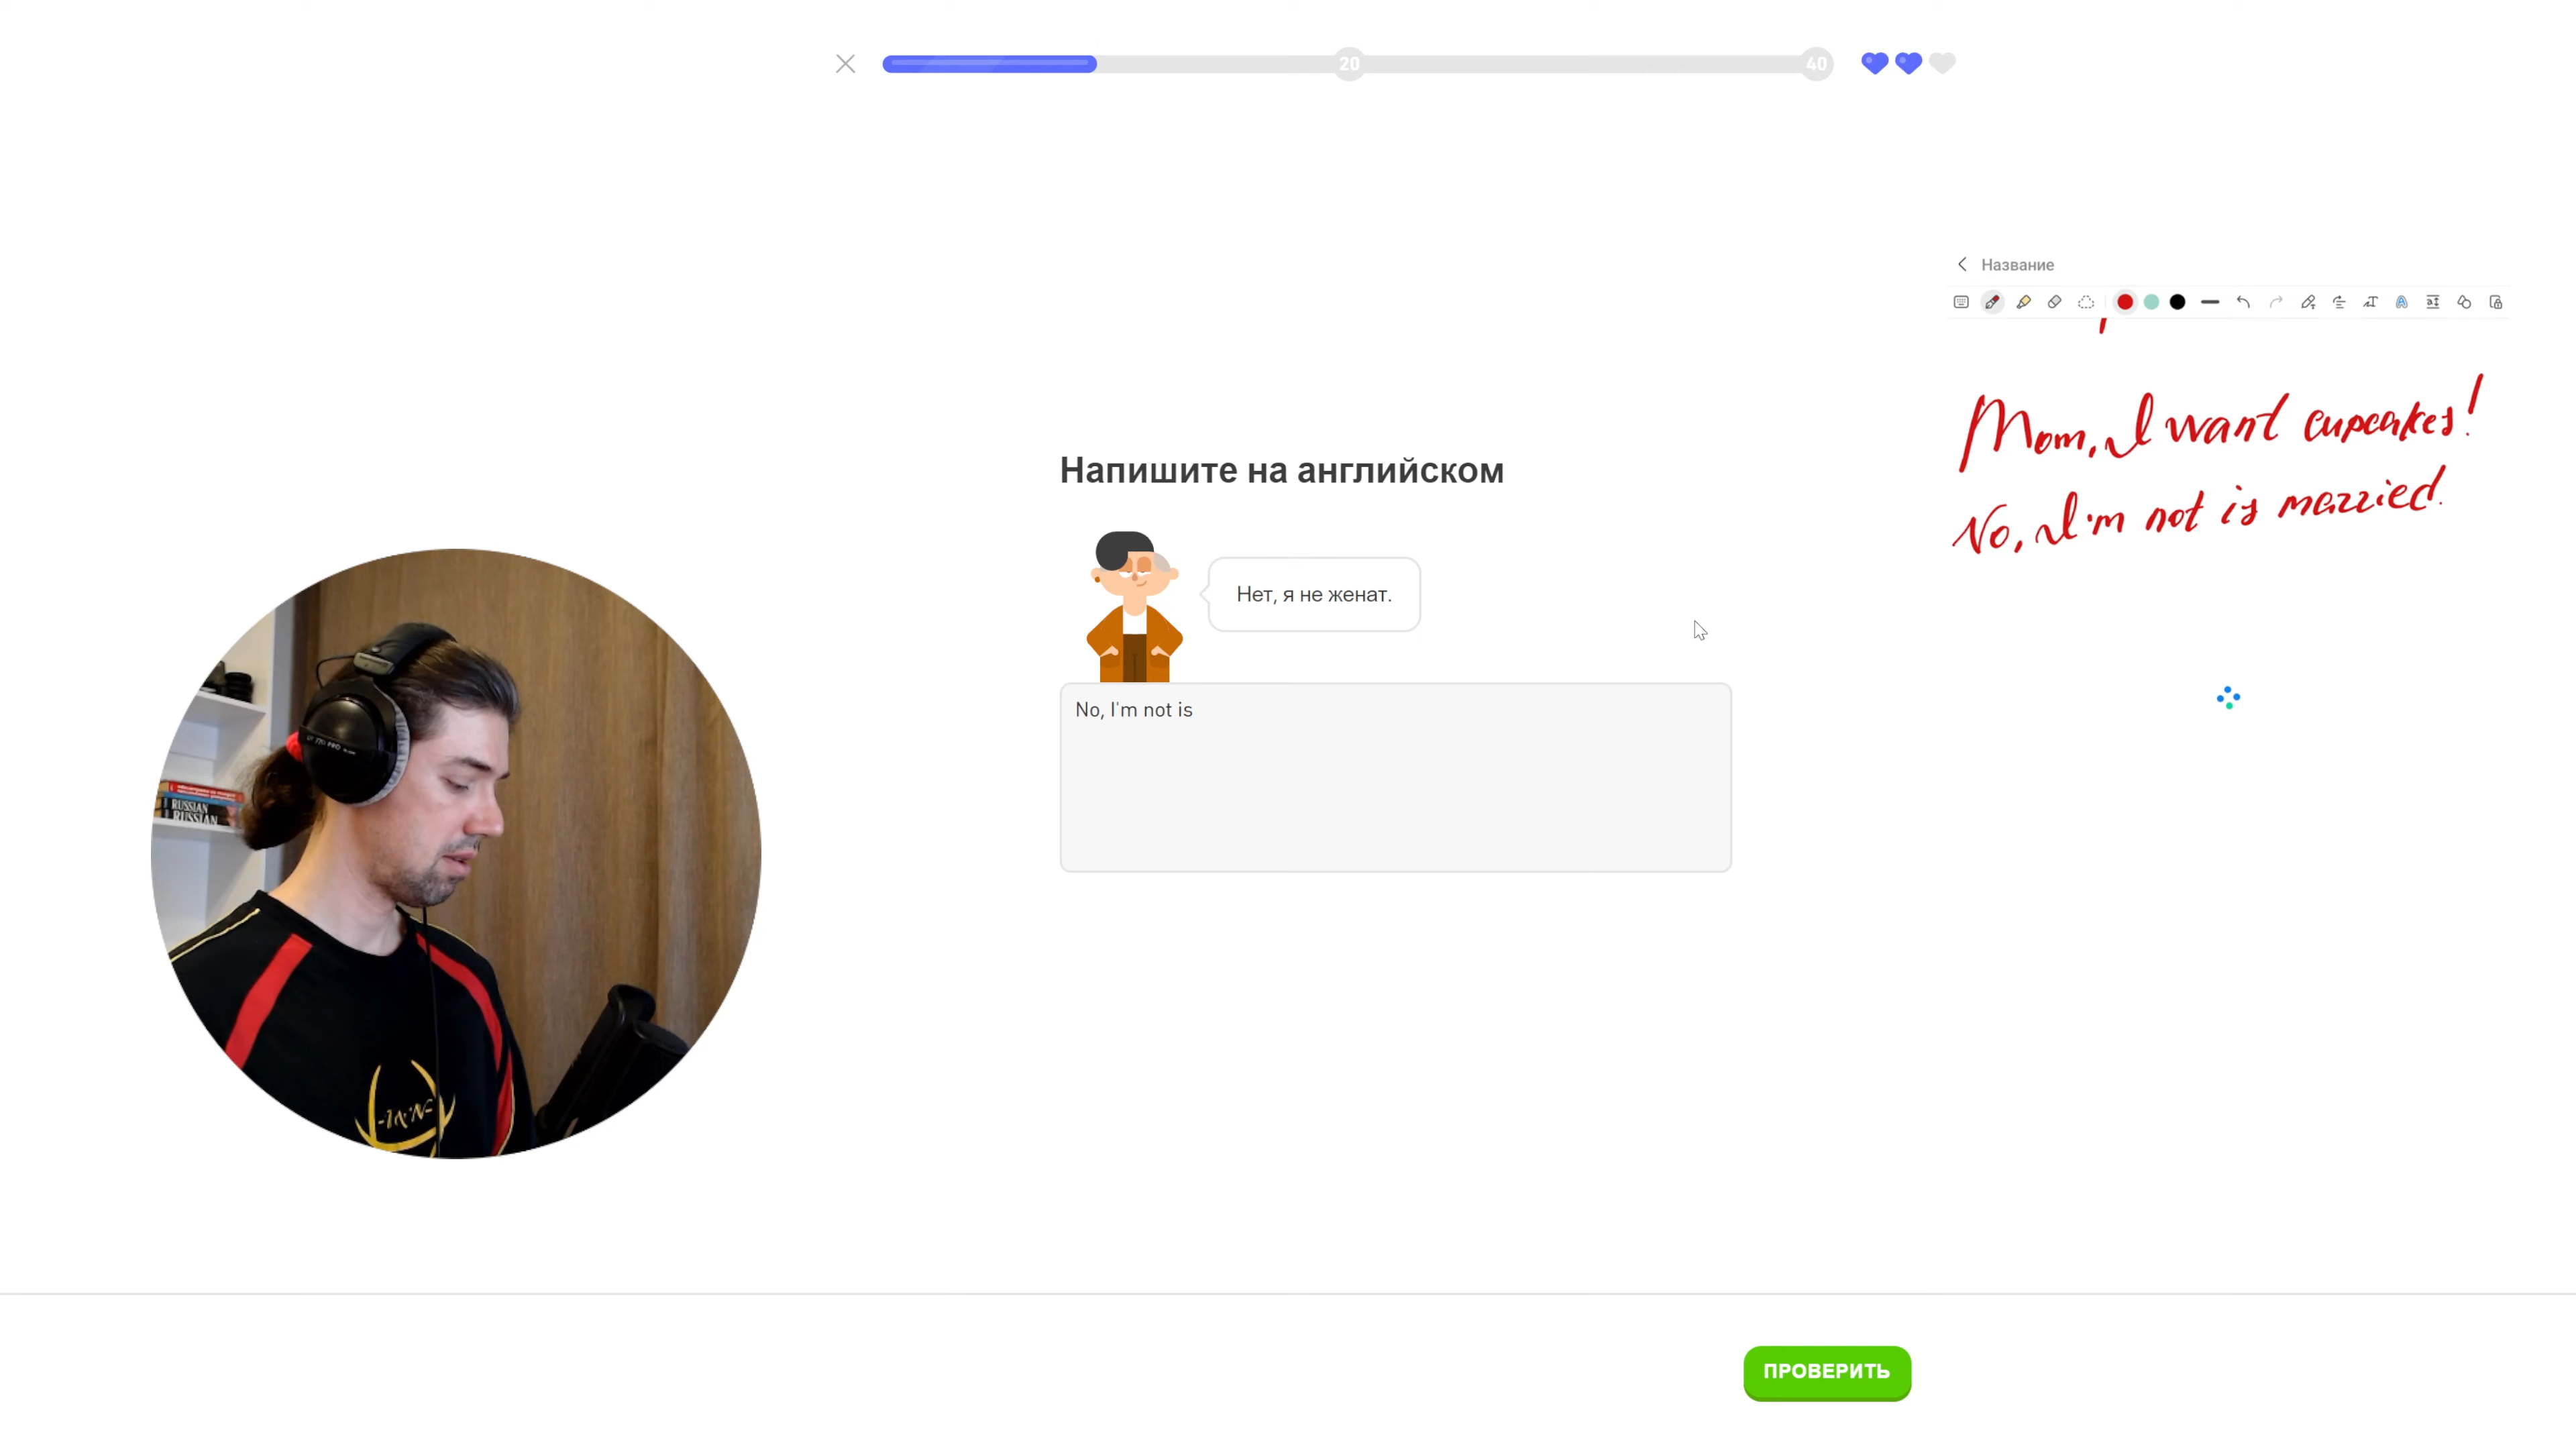 20
40
Название
Mom, I want cupcakes!
No, I'm not is merried.
Напишите на английском
Нет, я не женат.
No, I'm not is
RUSSIAN
RUSSIAN
ПРОВЕРИТЬ